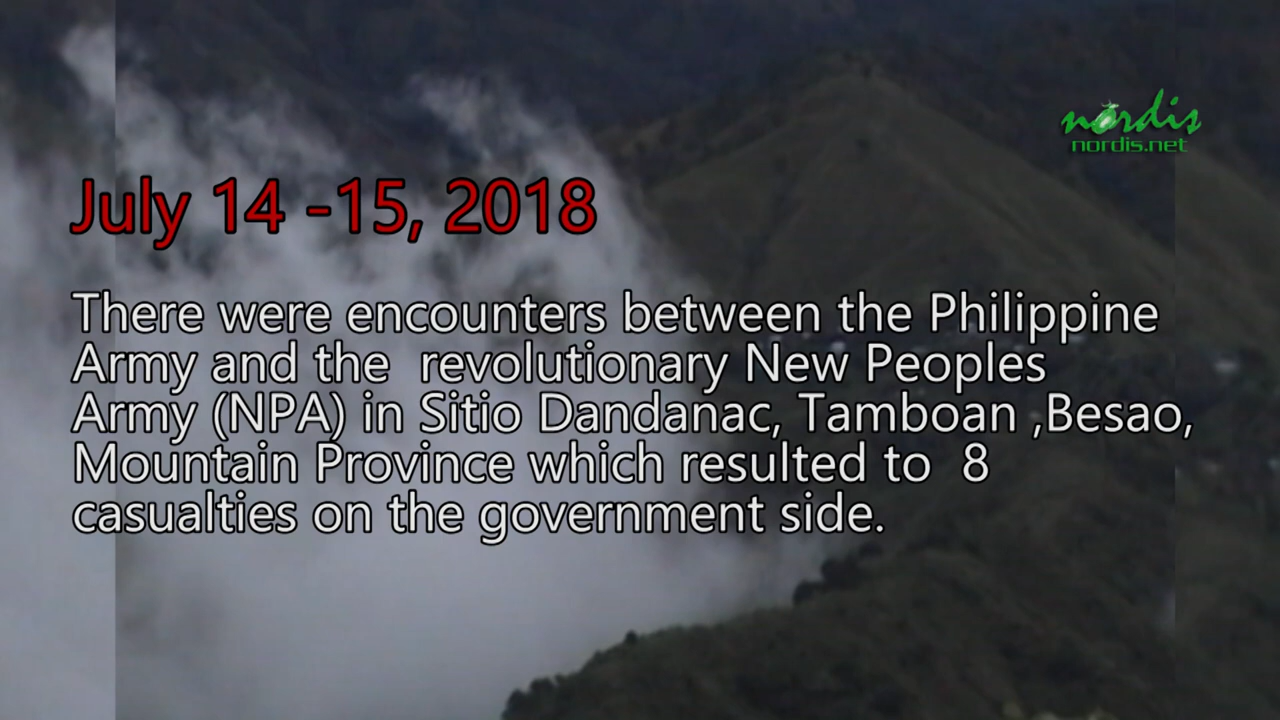 nordis
nordis.net
July 14 -15, 2018
There were encounters between the Philippine
Army and the  revolutionary New Peoples
Army (NPA) in Sitio Dandanac, Tamboan ,Besao,
Mountain Province which resulted to  8
casualties on the government side.